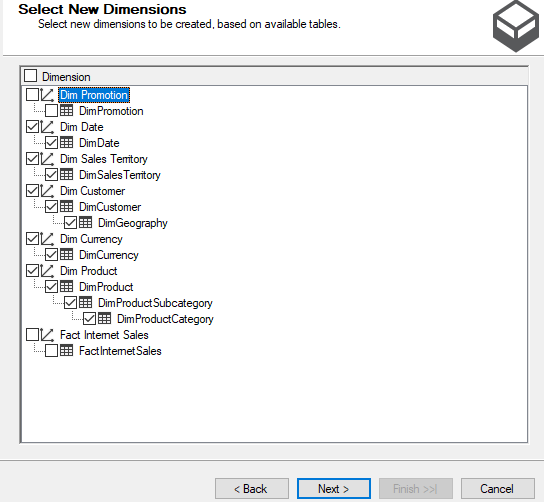 Select New Dimensions
Select new dimensions to be created, based on available tables.
Dimension
Dim Promotion
DimPromotion
Dim Date
DimDate
Dim Sales Territory
DimSalesTerritory
Dim Customer
DimCustomer
DimGeography
Dim Currency
DimCurrency
Dim Product
DimProduct
DimProductSubcategory
DimProductCategory
Fact Internet Sales
FactInternetSales
< Back Next > Finish >>| Cancel